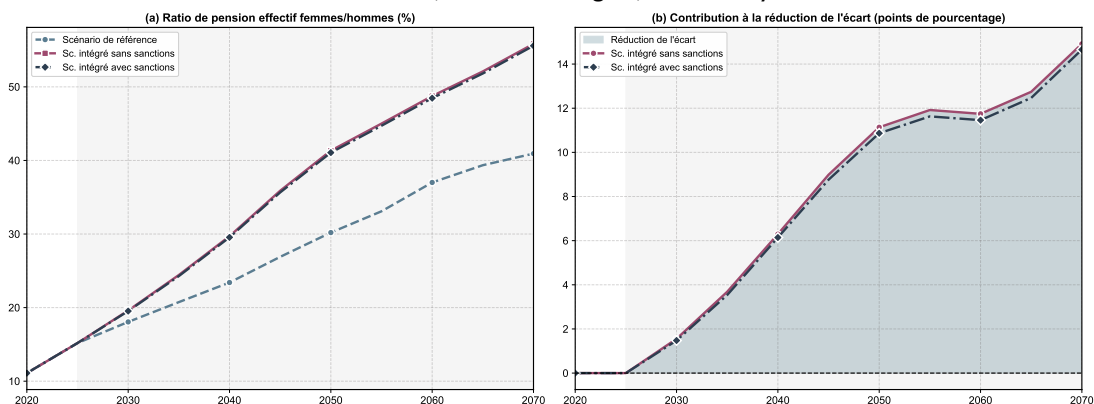 (a) Ratio de pension effectif femmes/hommes (%)
Scénario de référence
Sc. intégré sans sanctions
Sc. intégré avec sanctions
50
40
30
20
10
2020 2030 2040 2050 2060 2070
(b) Contribution à la réduction de l'écart (points de pourcentage)
Réduction de l'écart
Sc. intégré sans sanctions
Sc. intégré avec sanctions
14
12
10
8
6
4
2
0
2020 2030 2040 2050 2060 2070